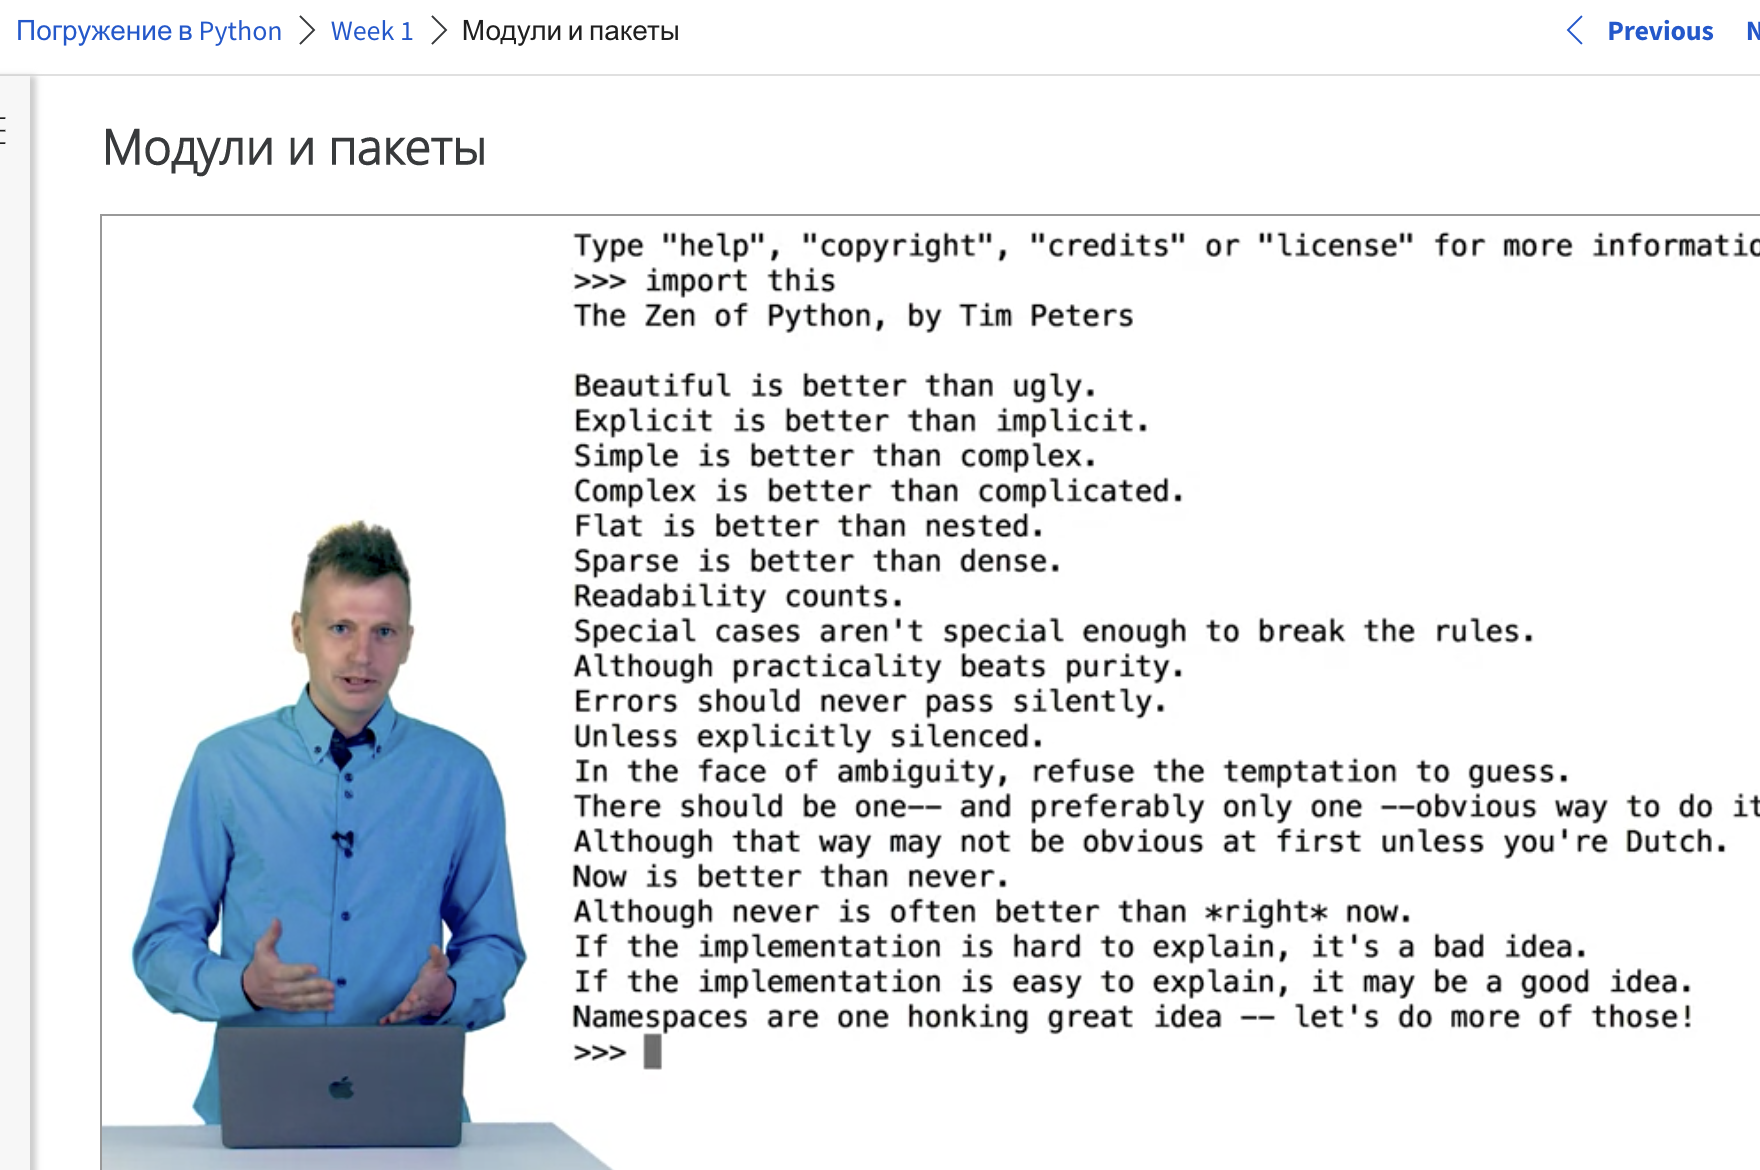 Погружение в Python > Week 1 > Модули и пакеты
< Previous N
Модули и пакеты
Type "help", "copyright", "credits" or "license" for more informatio
>>> import this
The Zen of Python, by Tim Peters
Beautiful is better than ugly.
Explicit is better than implicit.
Simple is better than complex.
Complex is better than complicated.
Flat is better than nested.
Sparse is better than dense.
Readability counts.
Special cases aren't special enough to break the rules.
Although practicality beats purity.
Errors should never pass silently.
Unless explicitly silenced.
In the face of ambiguity, refuse the temptation to guess.
There should be one-- and preferably only one --obvious way to do it
Although that way may not be obvious at first unless you're Dutch.
Now is better than never.
Although never is often better than *right* now.
If the implementation is hard to explain, it's a bad idea.
If the implementation is easy to explain, it may be a good idea.
Namespaces are one honking great idea -- let's do more of those!
>>>